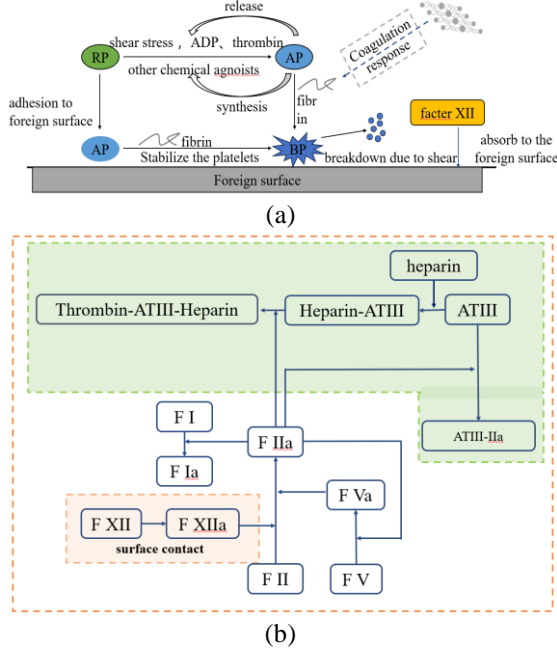 release
shear stress ， ADP、thrombin
RP
AP
other chemical agnoists
synthesis
Coagulation
response
adhesion to
foreign surface
fibr
in
facter XII
fibrin
AP
Stabilize the platelets
BP
breakdown due to shear
absorb to the
foreign surface
Foreign surface
(a)
heparin
Thrombin-ATIII-Heparin
Heparin-ATIII
ATIII
F I
F IIa
ATIII-IIa
F Ia
F Va
F XII
F XIIa
surface contact
F II
F V
(b)